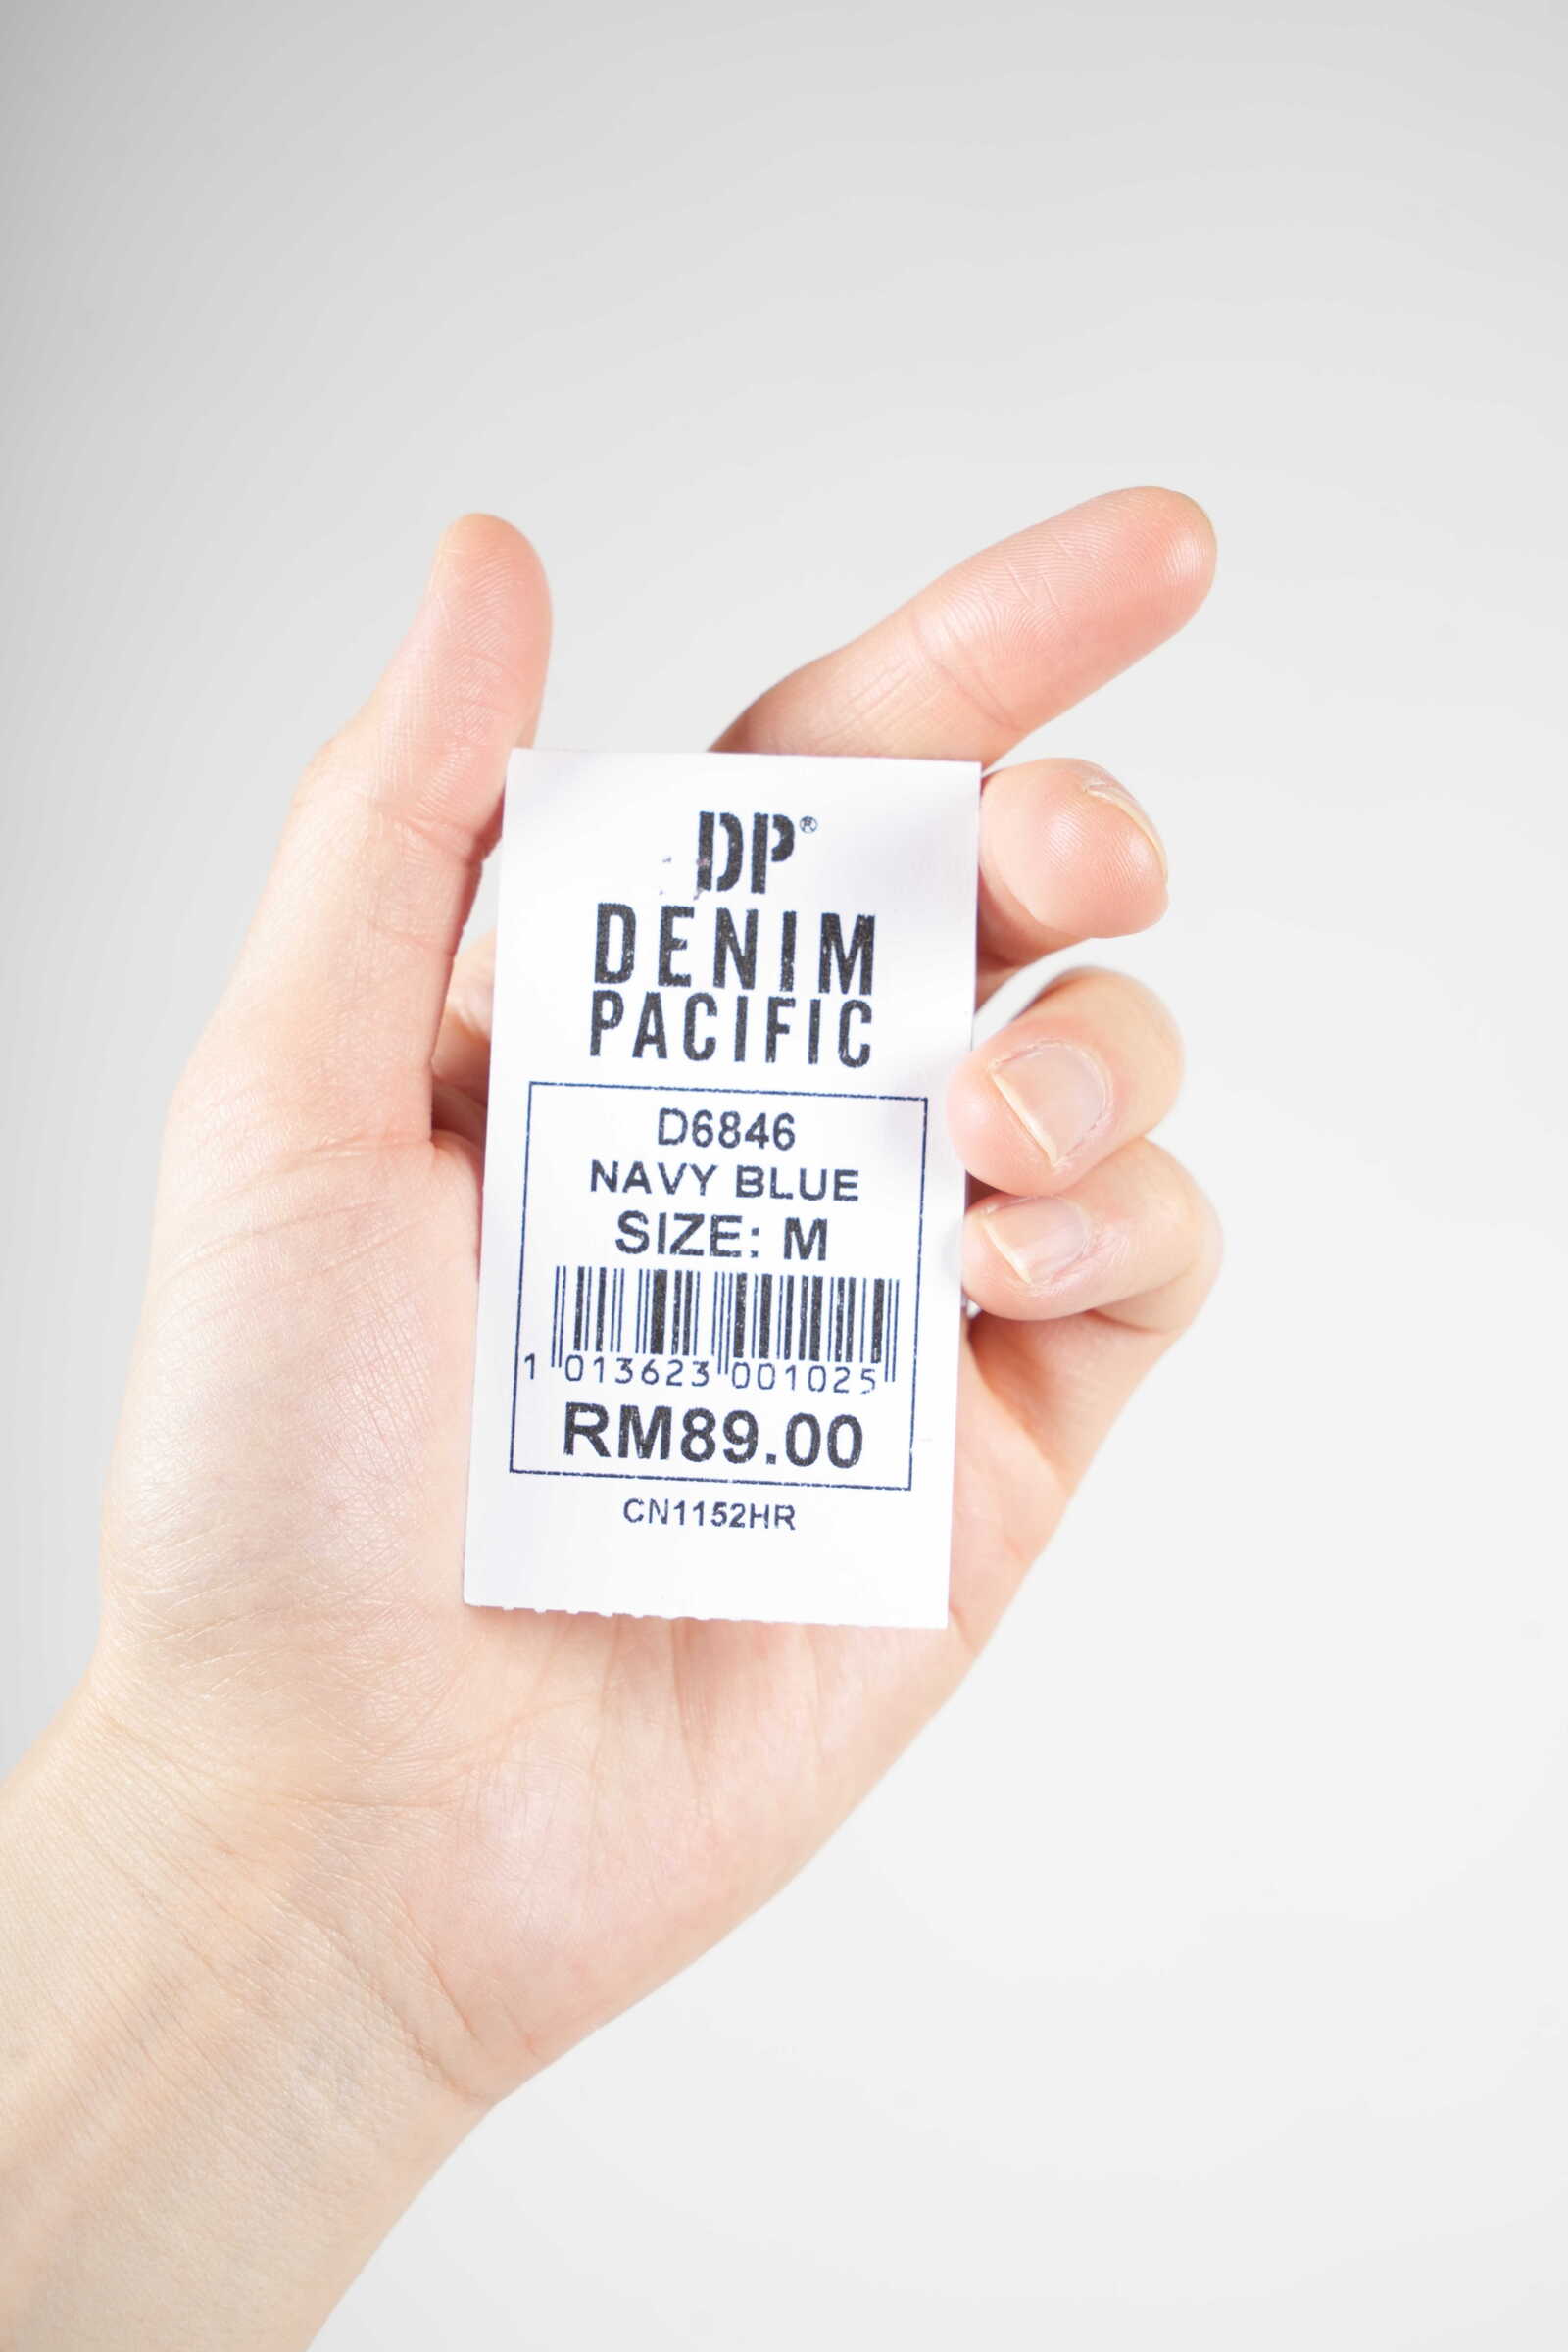 DP®
DENIM
PACIFIC
D6846
NAVY BLUE
SIZE: M
1 013623 001025
RM89.00
CN1152HR